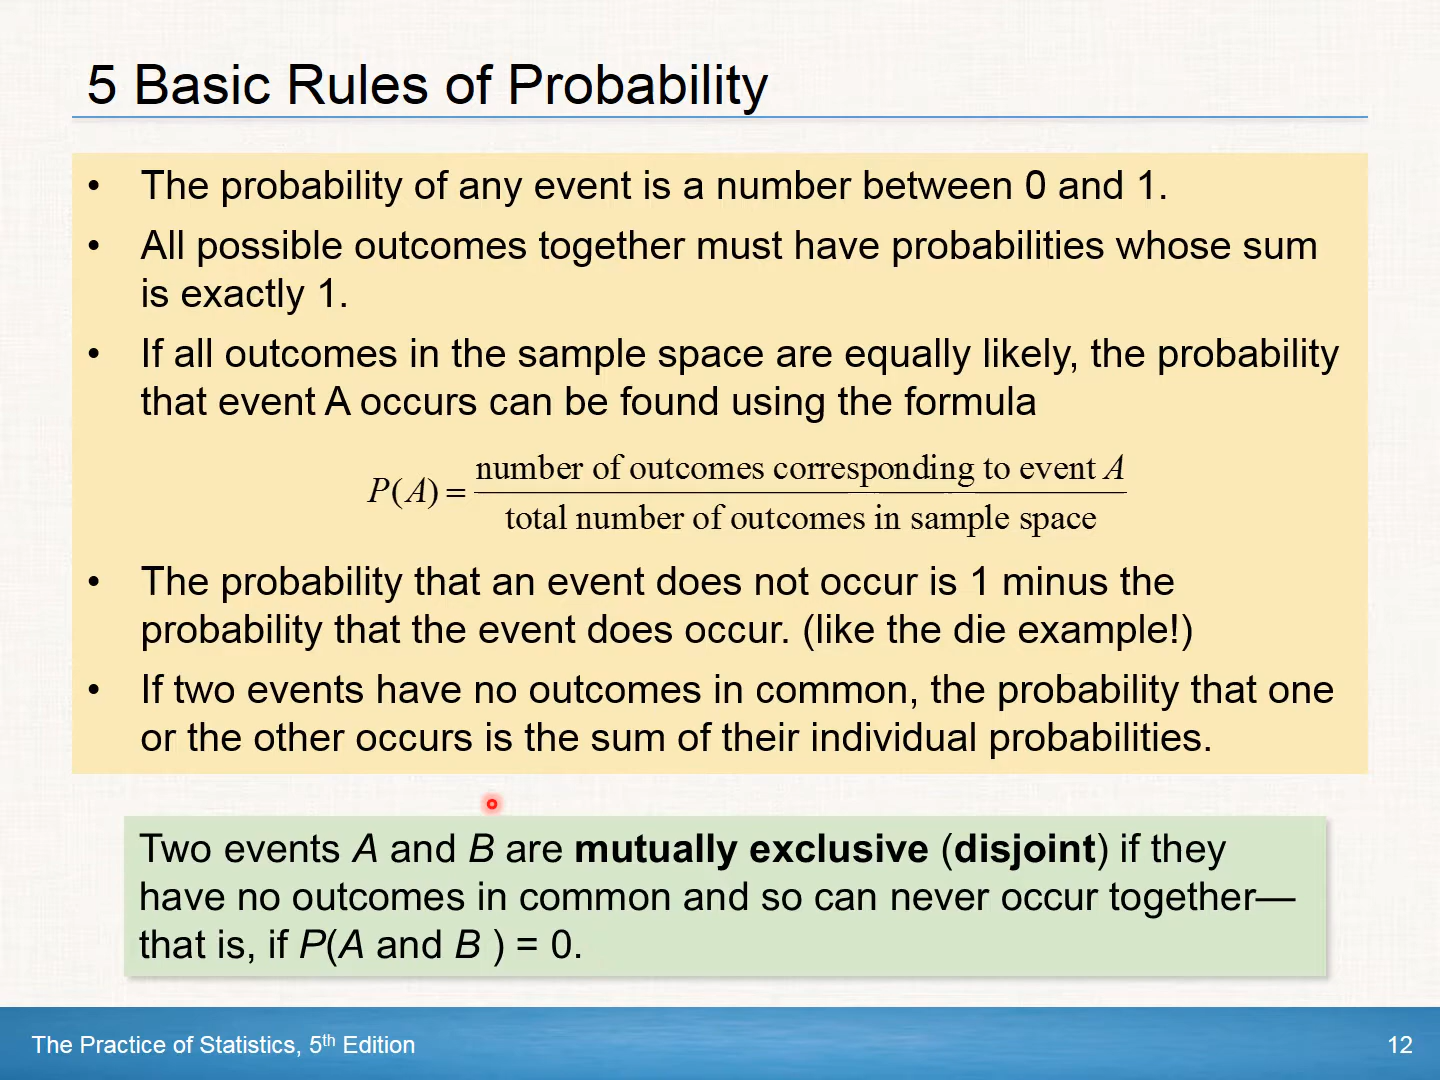 5 Basic Rules of Probability
• The probability of any event is a number between 0 and 1.
• All possible outcomes together must have probabilities whose sum
is exactly 1.
• If all outcomes in the sample space are equally likely, the probability
that event A occurs can be found using the formula
P(A) = number of outcomes corresponding to event A
total number of outcomes in sample space
• The probability that an event does not occur is 1 minus the
probability that the event does occur. (like the die example!)
• If two events have no outcomes in common, the probability that one
or the other occurs is the sum of their individual probabilities.
Two events A and B are mutually exclusive (disjoint) if they
have no outcomes in common and so can never occur together—
that is, if P(A and B ) = 0.
The Practice of Statistics, 5th Edition
12